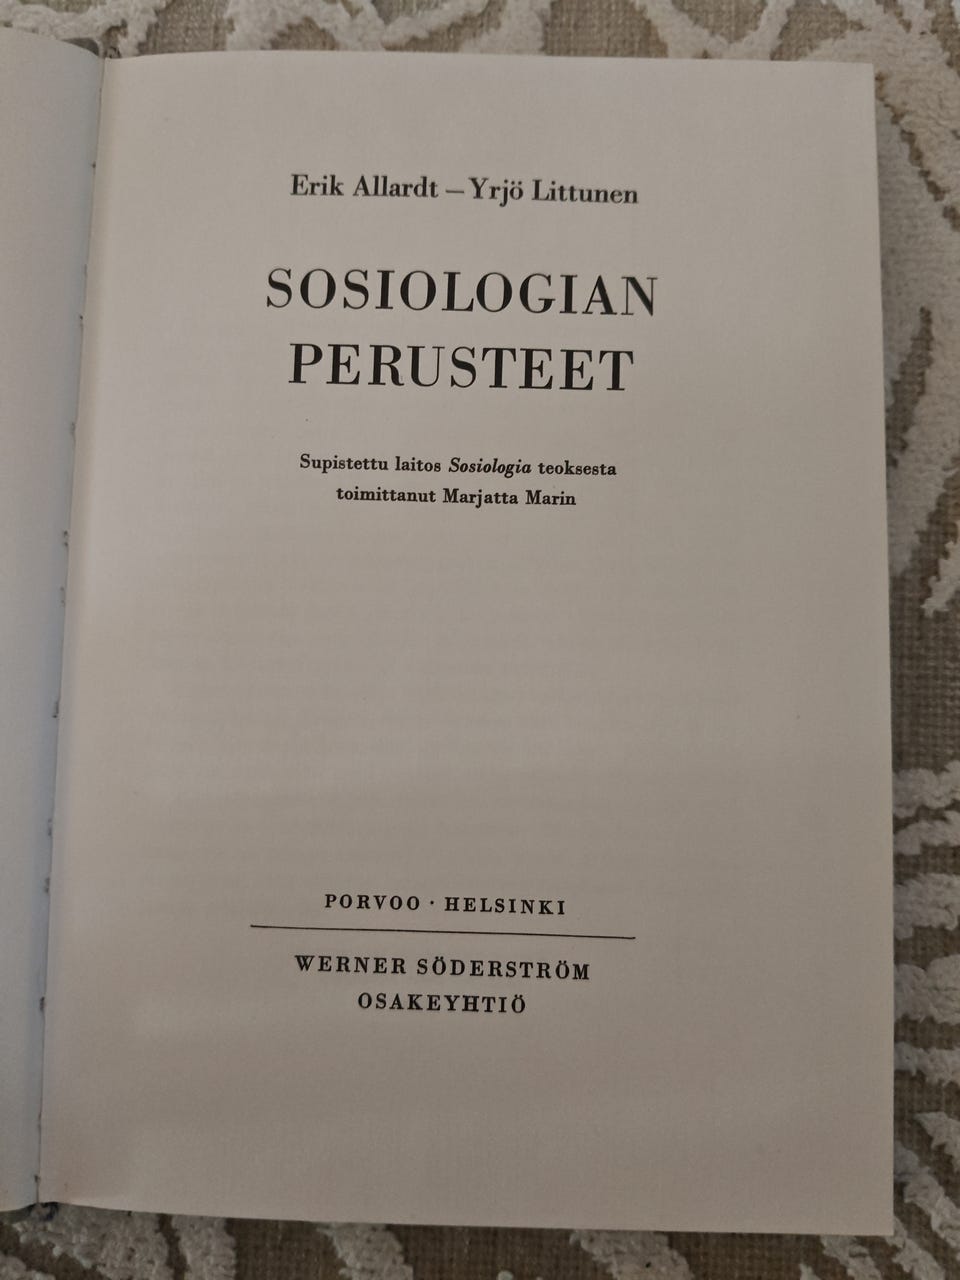 Erik Allardt – Yrjö Littunen
SOSIOLOGIAN
PERUSTEET
Supistettu laitos Sosiologia teoksesta
toimittanut Marjatta Marin
PORVOO · HELSINKI
WERNER SÖDERSTRÖM
OSAKEYHTIÖ